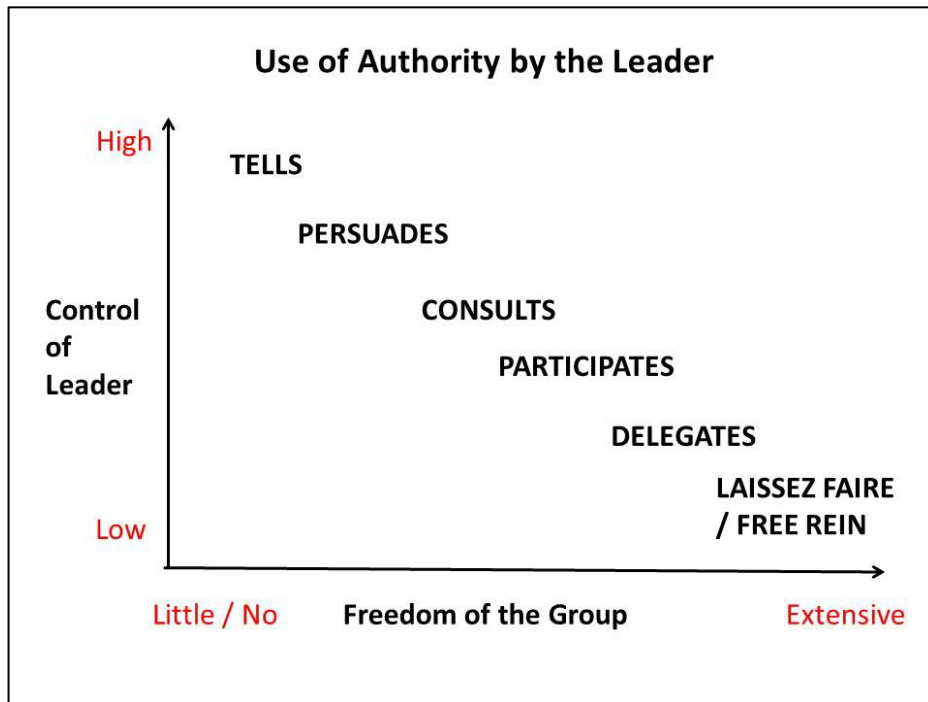 Use of Authority by the Leader
High
TELLS
PERSUADES
Control
of
Leader
CONSULTS
PARTICIPATES
DELEGATES
LAISSEZ FAIRE
/ FREE REIN
Low
Little / No
Freedom of the Group
Extensive